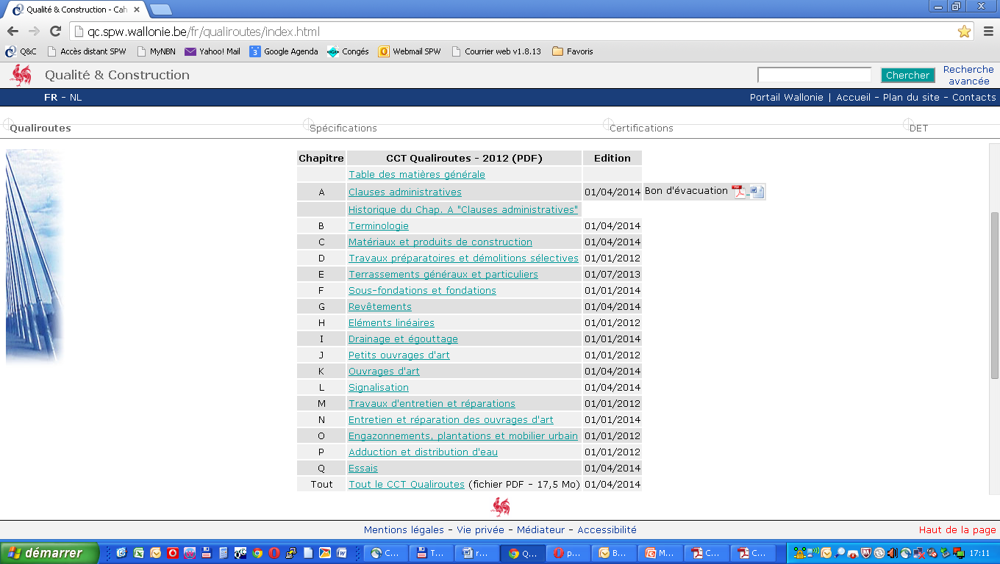 Qualité & Construction - Cah
qc.spw.wallonie.be/fr/qualiroutes/index.html
Q&C Accès distant SPW MyNBN Yahoo! Mail 3 Google Agenda Congés Webmail SPW Courrier web v1.8.13 Favoris
Qualité & Construction Chercher Recherche avancée
FR - NL Portail Wallonie | Accueil - Plan du site - Contacts
Qualiroutes Spécifications Certifications DET
Chapitre CCT Qualiroutes - 2012 (PDF) Edition
Table des matières générale
A Clauses administratives 01/04/2014 Bon d'évacuation
Historique du Chap. A "Clauses administratives"
B Terminologie 01/04/2014
C Matériaux et produits de construction 01/04/2014
D Travaux préparatoires et démolitions sélectives 01/01/2012
E Terrassements généraux et particuliers 01/07/2013
F Sous-fondations et fondations 01/01/2014
G Revêtements 01/04/2014
H Eléments linéaires 01/01/2012
I Drainage et égouttage 01/01/2014
J Petits ouvrages d'art 01/01/2012
K Ouvrages d'art 01/04/2014
L Signalisation 01/04/2014
M Travaux d'entretien et réparations 01/01/2012
N Entretien et réparation des ouvrages d'art 01/01/2014
O Engazonnements, plantations et mobilier urbain 01/01/2012
P Adduction et distribution d'eau 01/01/2012
Q Essais 01/04/2014
Tout Tout le CCT Qualiroutes (fichier PDF - 17,5 Mo) 01/04/2014
Mentions légales - Vie privée - Médiateur - Accessibilité Haut de la page
démarrer C... T... r... Q... p... B... M... C... C... 17:11